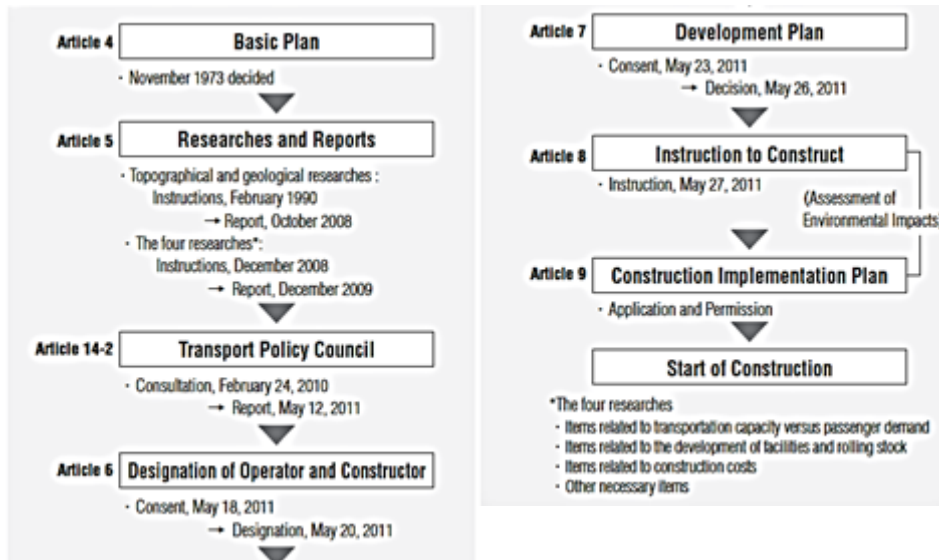 Article 4
Basic Plan
・November 1973 decided
Article 5
Researches and Reports
・Topographical and geological researches :
Instructions, February 1990
→ Report, October 2008
・The four researches*:
Instructions, December 2008
→ Report, December 2009
Article 14-2
Transport Policy Council
・Consultation, February 24, 2010
→ Report, May 12, 2011
Article 6
Designation of Operator and Constructor
・Consent, May 18, 2011
→ Designation, May 20, 2011
Article 7
Development Plan
・Consent, May 23, 2011
→ Decision, May 26, 2011
Article 8
Instruction to Construct
・Instruction, May 27, 2011
(Assessment of
Environmental Impacts)
Article 9
Construction Implementation Plan
・Application and Permission
Start of Construction
*The four researches
・Items related to transportation capacity versus passenger demand
・Items related to the development of facilities and rolling stock
・Items related to construction costs
・Other necessary items